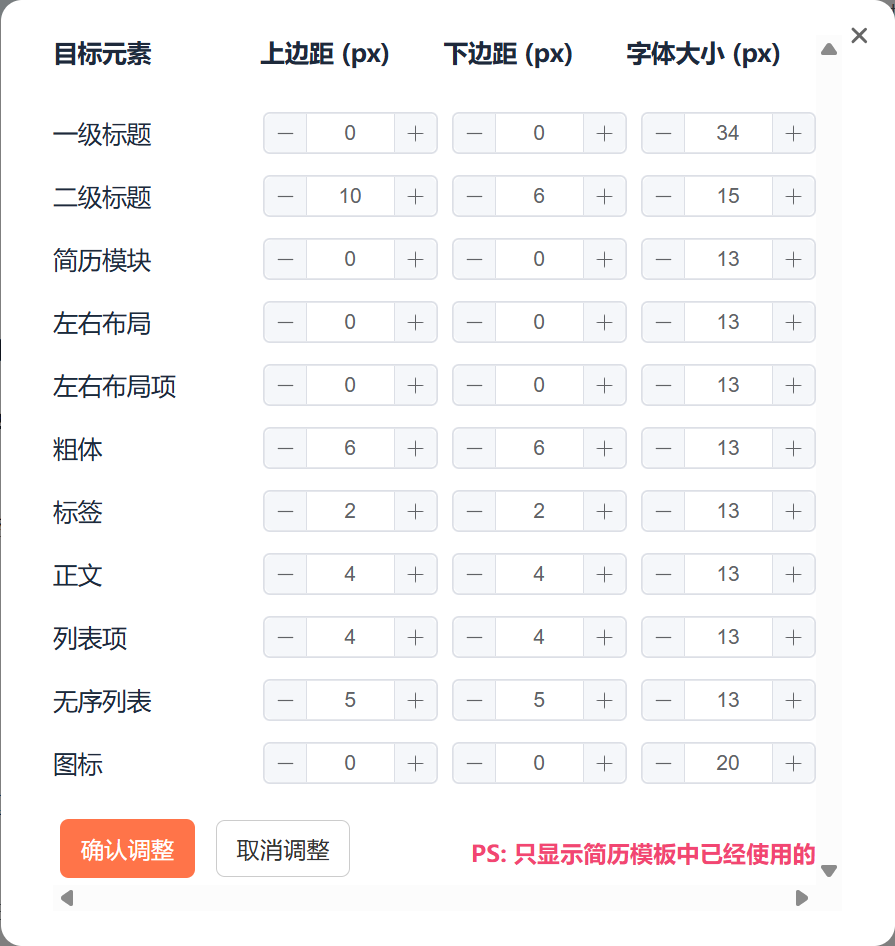 目标元素 上边距 (px) 下边距 (px) 字体大小 (px)
一级标题 0 0 34
二级标题 10 6 15
简历模块 0 0 13
左右布局 0 0 13
左右布局项 0 0 13
粗体 6 6 13
标签 2 2 13
正文 4 4 13
列表项 4 4 13
无序列表 5 5 13
图标 0 0 20
确认调整 取消调整 PS: 只显示简历模板中已经使用的